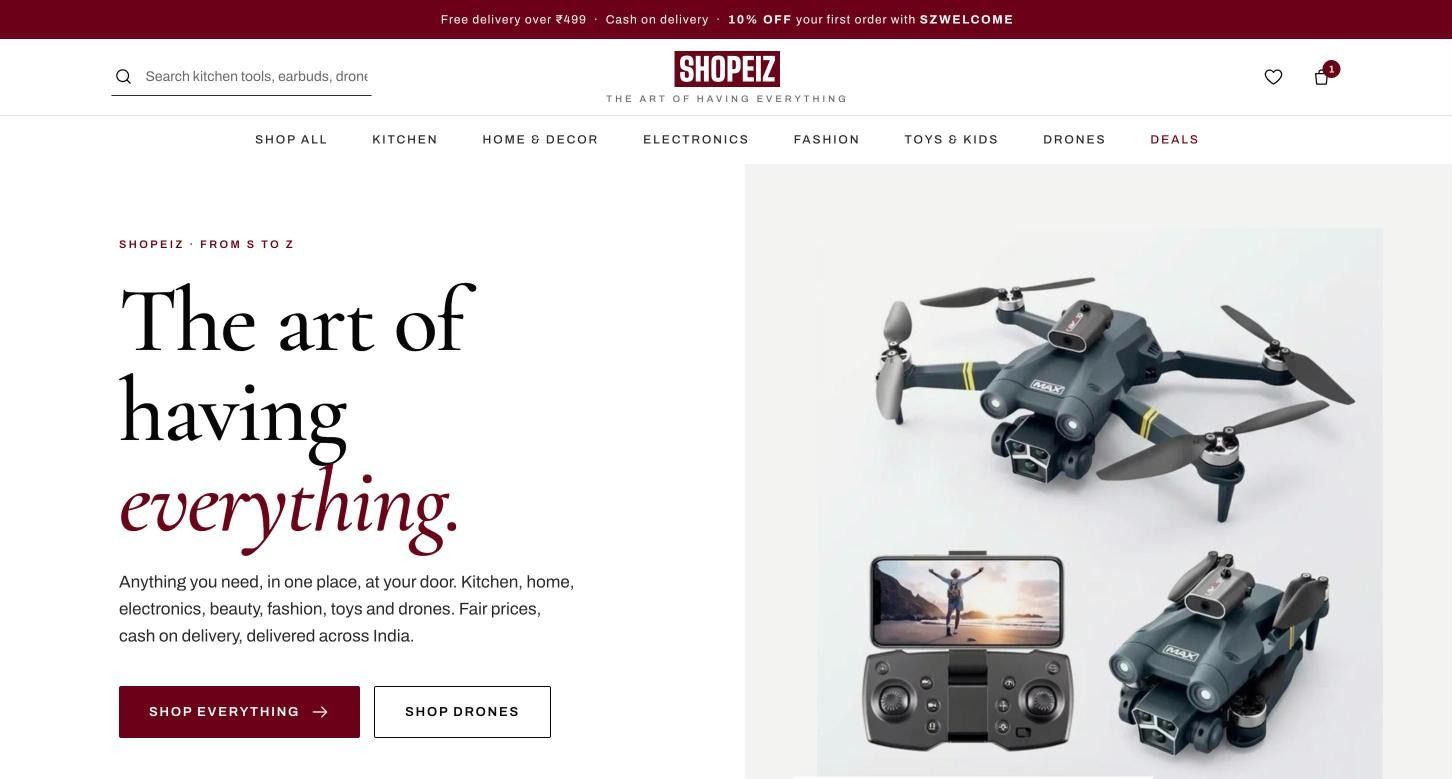 Free delivery over ₹499 · Cash on delivery · 10% OFF your first order with SZWELCOME
Search kitchen tools, earbuds, drone
SHOPEIZ
THE ART OF HAVING EVERYTHING
1
SHOP ALL KITCHEN HOME & DECOR ELECTRONICS FASHION TOYS & KIDS DRONES DEALS
SHOPEIZ · FROM S TO Z
The art of
having
everything.
Anything you need, in one place, at your door. Kitchen, home,
electronics, beauty, fashion, toys and drones. Fair prices,
cash on delivery, delivered across India.
SHOP EVERYTHING
SHOP DRONES
MAX
MAX